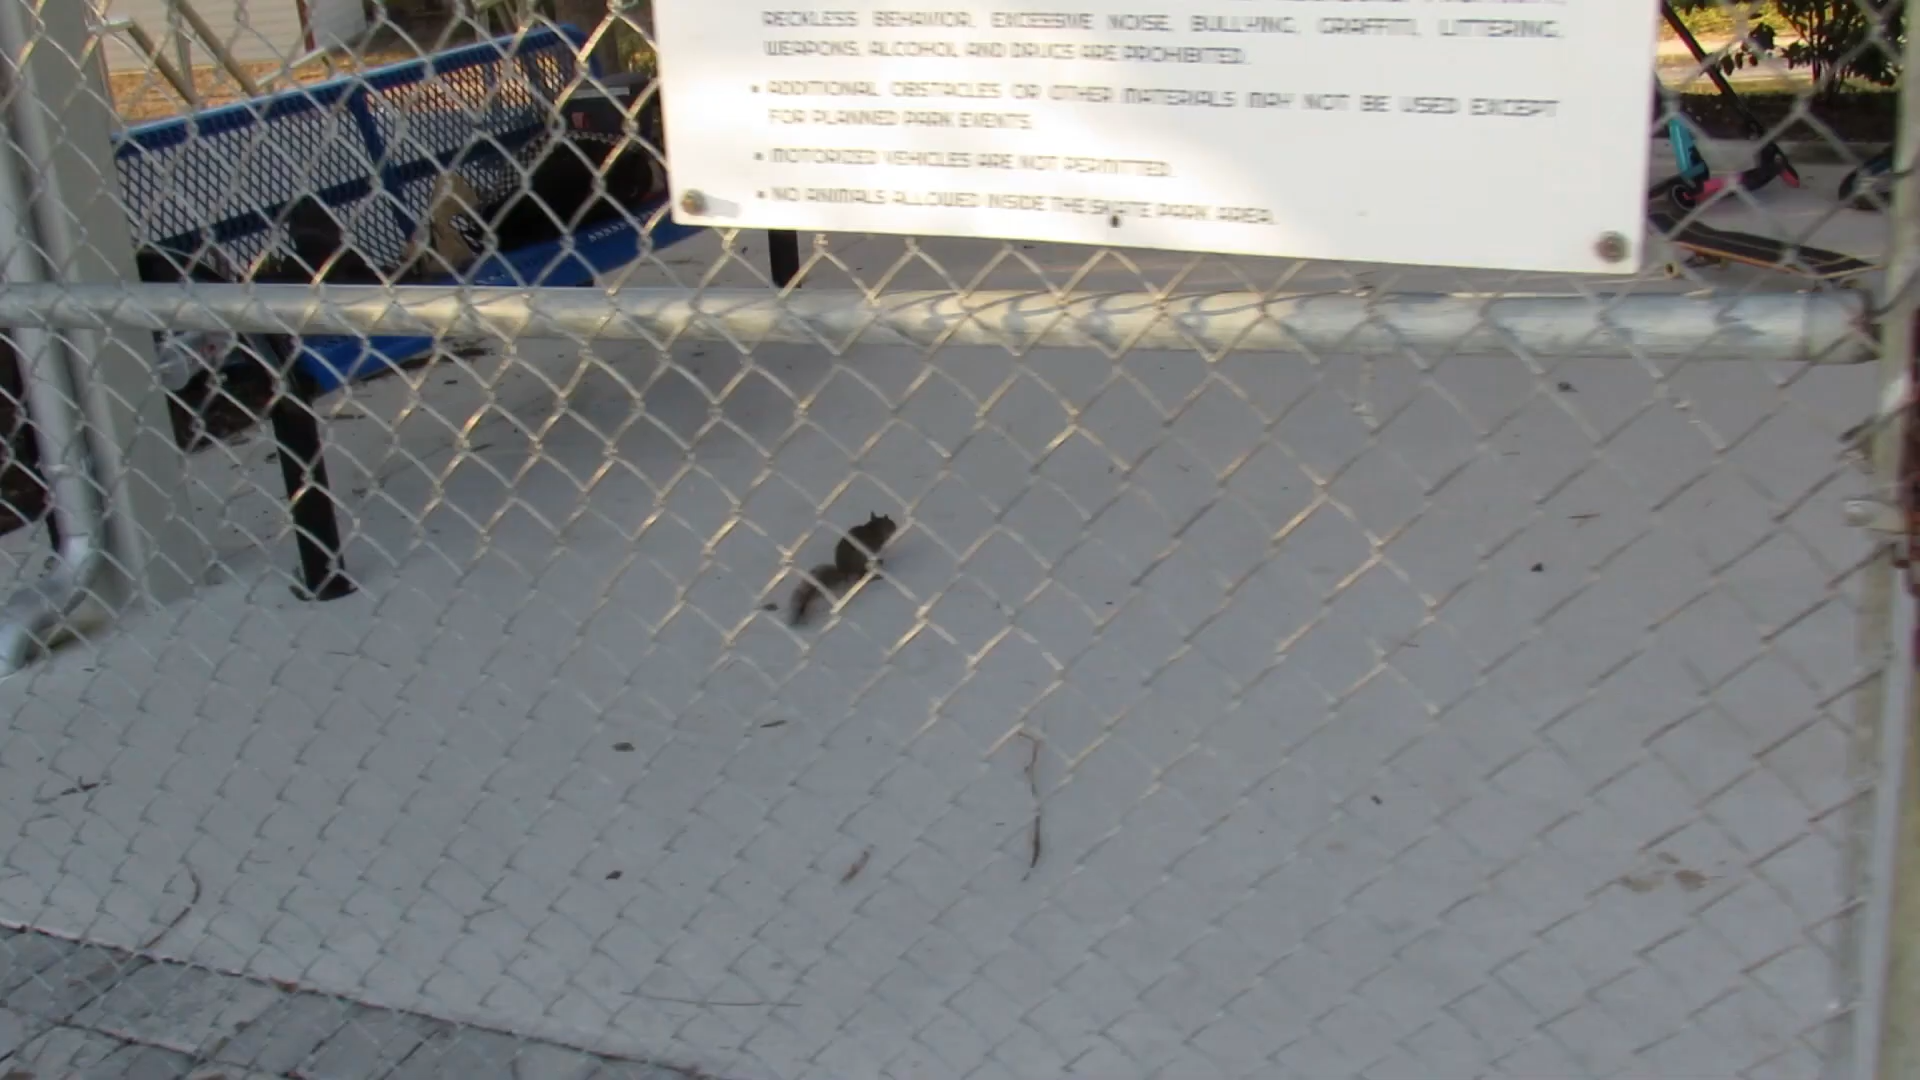 RECKLESS BEHAVIOR, EXCESSIVE NOISE, BULLYING, GRAFFITI, LITTERING,
WEAPONS, ALCOHOL AND DRUGS ARE PROHIBITED.
• ADDITIONAL OBSTACLES OR OTHER MATERIALS MAY NOT BE USED EXCEPT
FOR PLANNED PARK EVENTS.
• MOTORIZED VEHICLES ARE NOT PERMITTED.
• NO ANIMALS ALLOWED INSIDE THE SKATE PARK AREA.